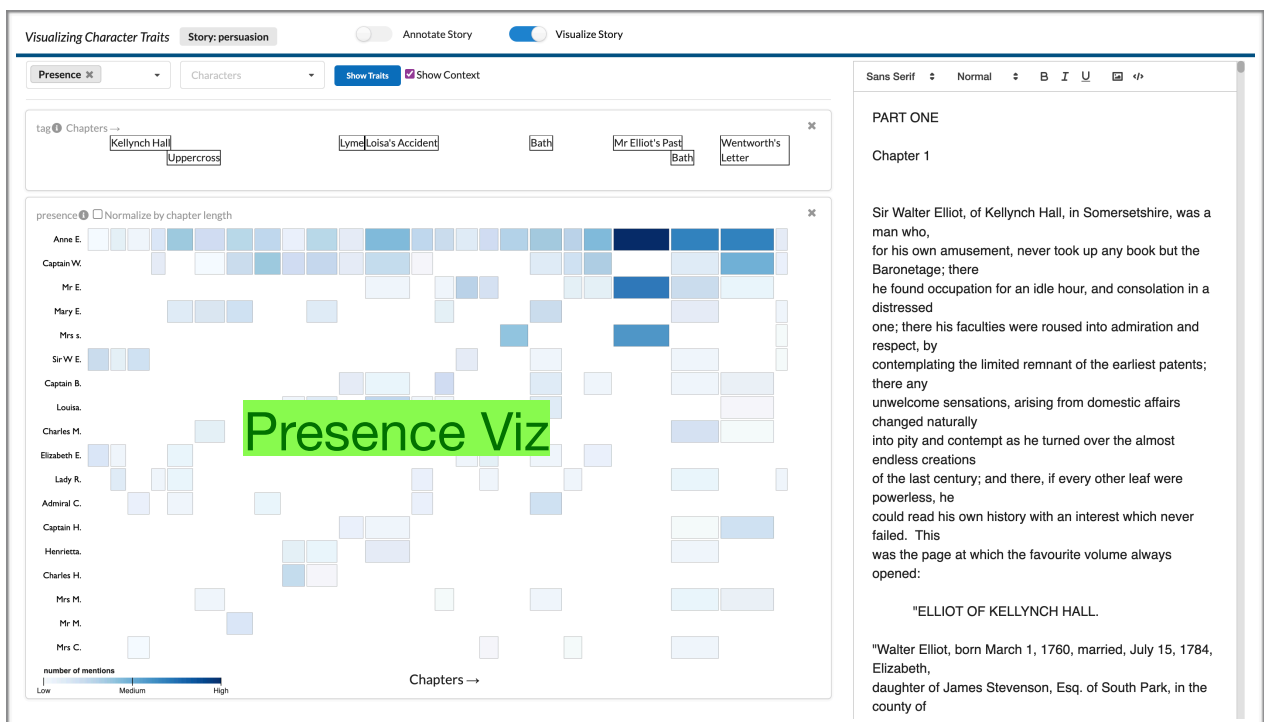 Visualizing Character Traits
Story: persuasion
Annotate Story
Visualize Story
Presence ✖
Characters
Show Traits
Show Context
tag Chapters →
Kellynch Hall
Uppercross
Lyme
Loisa's Accident
Bath
Mr Elliot's Past
Bath
Wentworth's
Letter
presence Normalize by chapter length
Anne E.
Captain W.
Mr E.
Mary E.
Mrs s.
Sir W E.
Captain B.
Louisa.
Charles M.
Elizabeth E.
Lady R.
Admiral C.
Captain H.
Henrietta.
Charles H.
Mrs M.
Mr M.
Mrs C.
Presence Viz
number of mentions
Low
Medium
High
Chapters →
Sans Serif
Normal
B I U
PART ONE
Chapter 1
Sir Walter Elliot, of Kellynch Hall, in Somersetshire, was a
man who,
for his own amusement, never took up any book but the
Baronetage; there
he found occupation for an idle hour, and consolation in a
distressed
one; there his faculties were roused into admiration and
respect, by
contemplating the limited remnant of the earliest patents;
there any
unwelcome sensations, arising from domestic affairs
changed naturally
into pity and contempt as he turned over the almost
endless creations
of the last century; and there, if every other leaf were
powerless, he
could read his own history with an interest which never
failed. This
was the page at which the favourite volume always
opened:
"ELLIOT OF KELLYNCH HALL.
"Walter Elliot, born March 1, 1760, married, July 15, 1784,
Elizabeth,
daughter of James Stevenson, Esq. of South Park, in the
county of